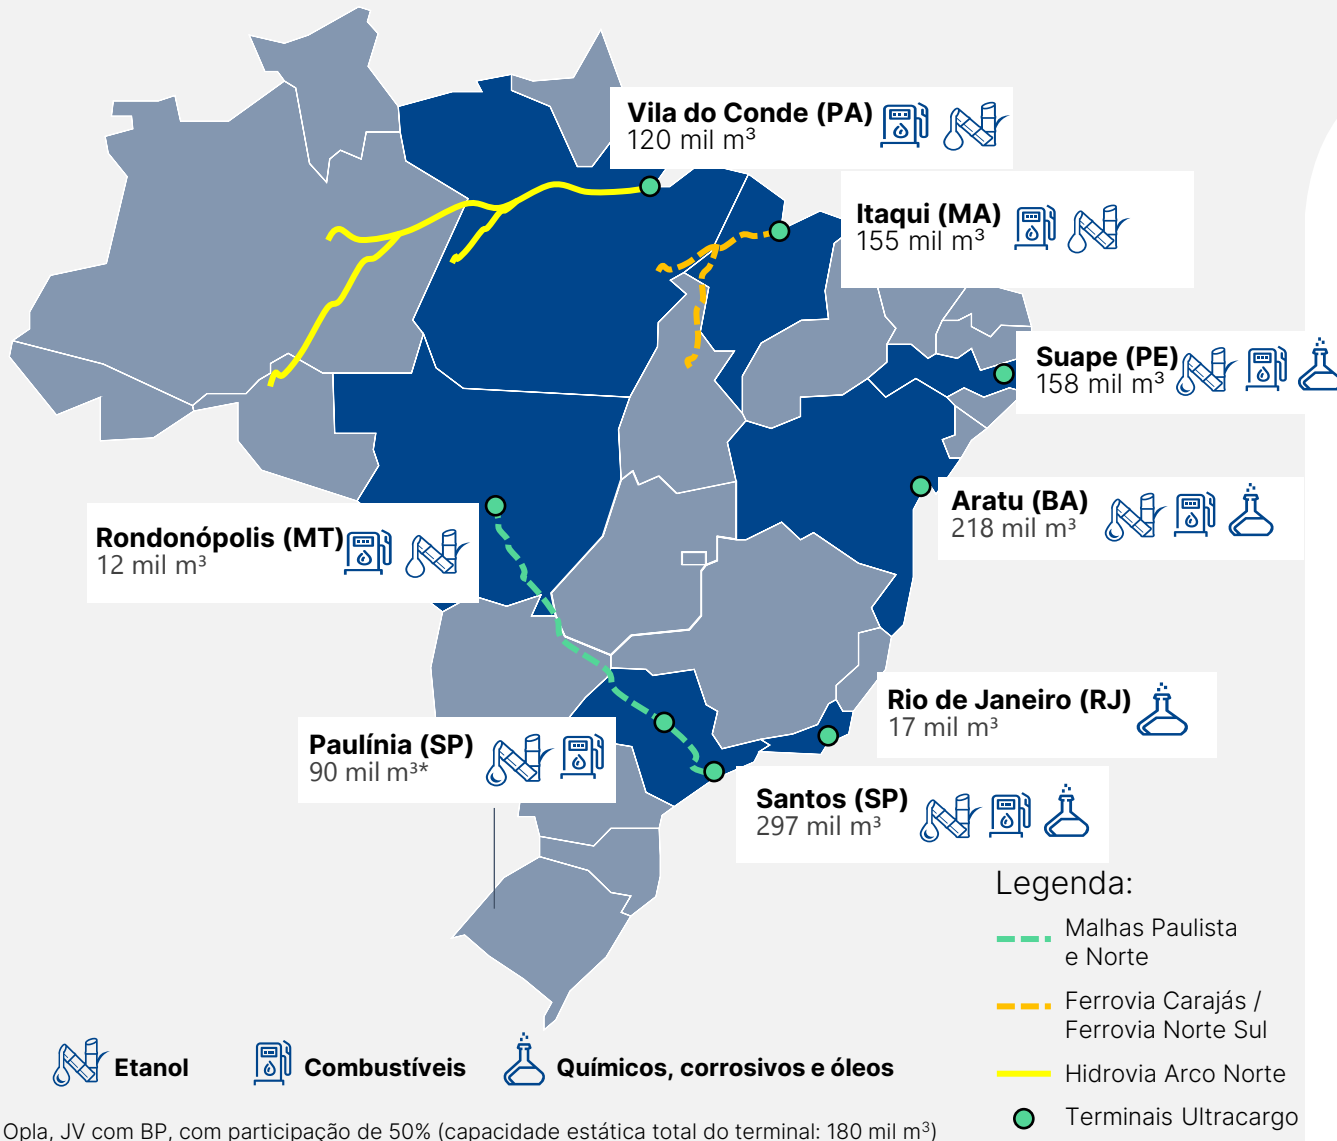 Vila do Conde (PA)
120 mil m³
Itaqui (MA)
155 mil m³
Suape (PE)
158 mil m³
Aratu (BA)
218 mil m³
Rondonópolis (MT)
12 mil m³
Rio de Janeiro (RJ)
17 mil m³
Paulínia (SP)
90 mil m³*
Santos (SP)
297 mil m³
Legenda:
Malhas Paulista
e Norte
Ferrovia Carajás /
Ferrovia Norte Sul
Hidrovia Arco Norte
Terminais Ultracargo
Etanol
Combustíveis
Químicos, corrosivos e óleos
Opla, JV com BP, com participação de 50% (capacidade estática total do terminal: 180 mil m³)